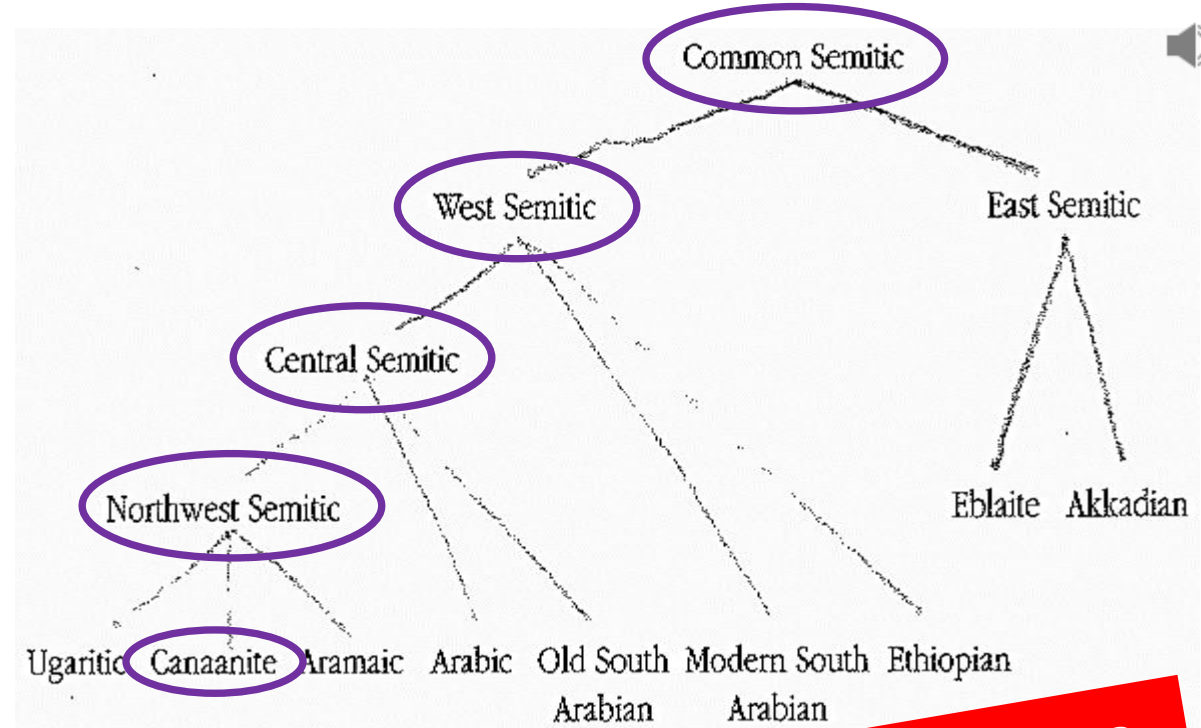 Common Semitic
West Semitic
East Semitic
Central Semitic
Northwest Semitic
Eblaite
Akkadian
Ugaritic
Canaanite
Aramaic
Arabic
Old South
Arabian
Modern South
Arabian
Ethiopian